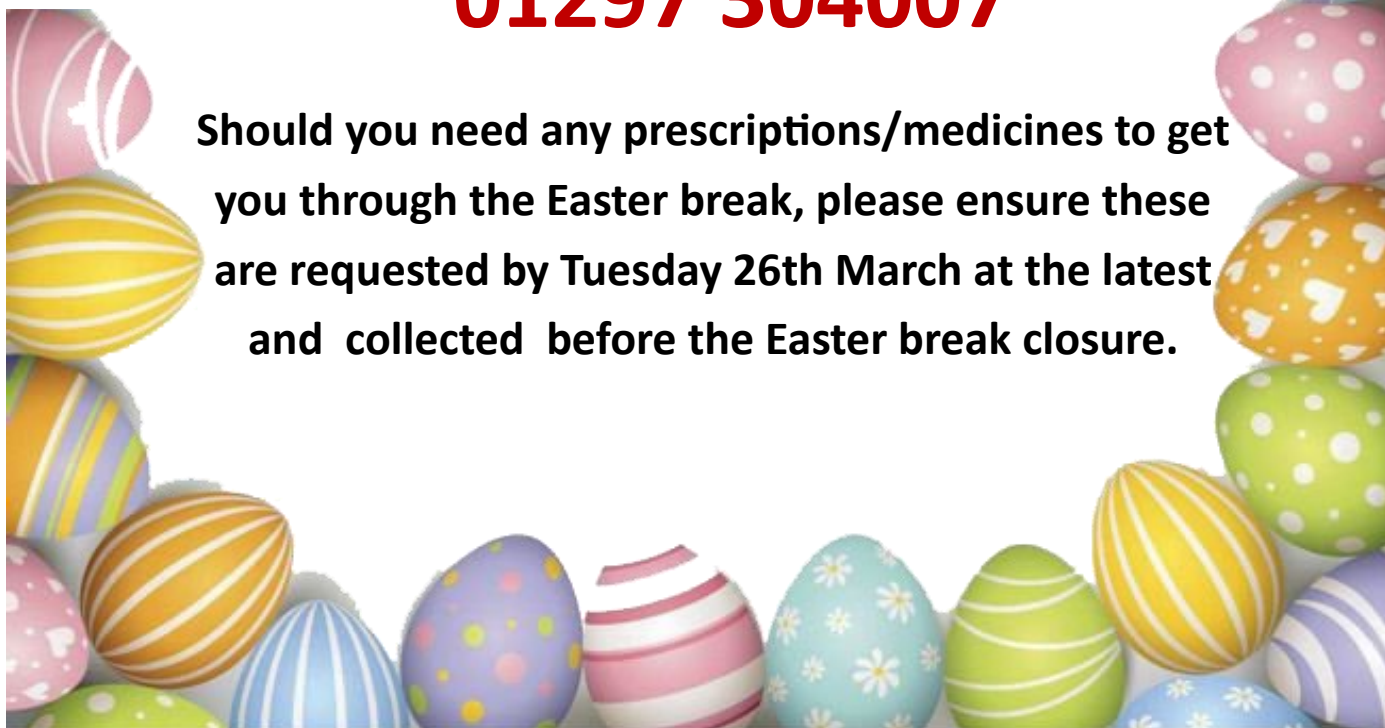 Should you need any prescriptions/medicines to get
you through the Easter break, please ensure these
are requested by Tuesday 26th March at the latest
and collected before the Easter break closure.